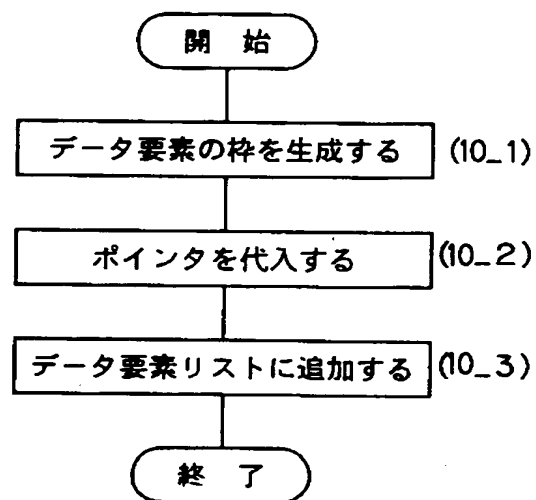 開 始
データ要素の枠を生成する (10_1)
ポインタを代入する (10_2)
データ要素リストに追加する (10_3)
終 了